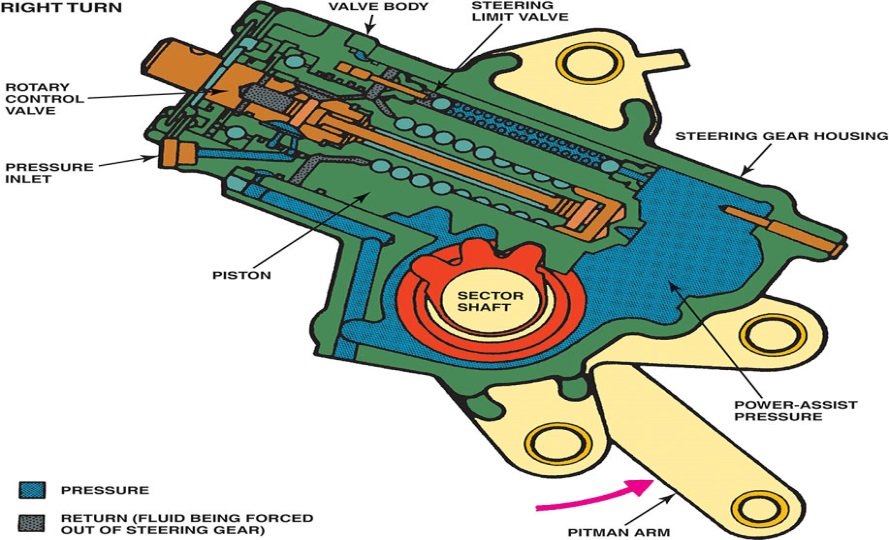 RIGHT TURN
VALVE BODY
STEERING
LIMIT VALVE
ROTARY
CONTROL
VALVE
STEERING GEAR HOUSING
PRESSURE
INLET
PISTON
SECTOR
SHAFT
POWER-ASSIST
PRESSURE
PITMAN ARM
PRESSURE
RETURN (FLUID BEING FORCED
OUT OF STEERING GEAR)